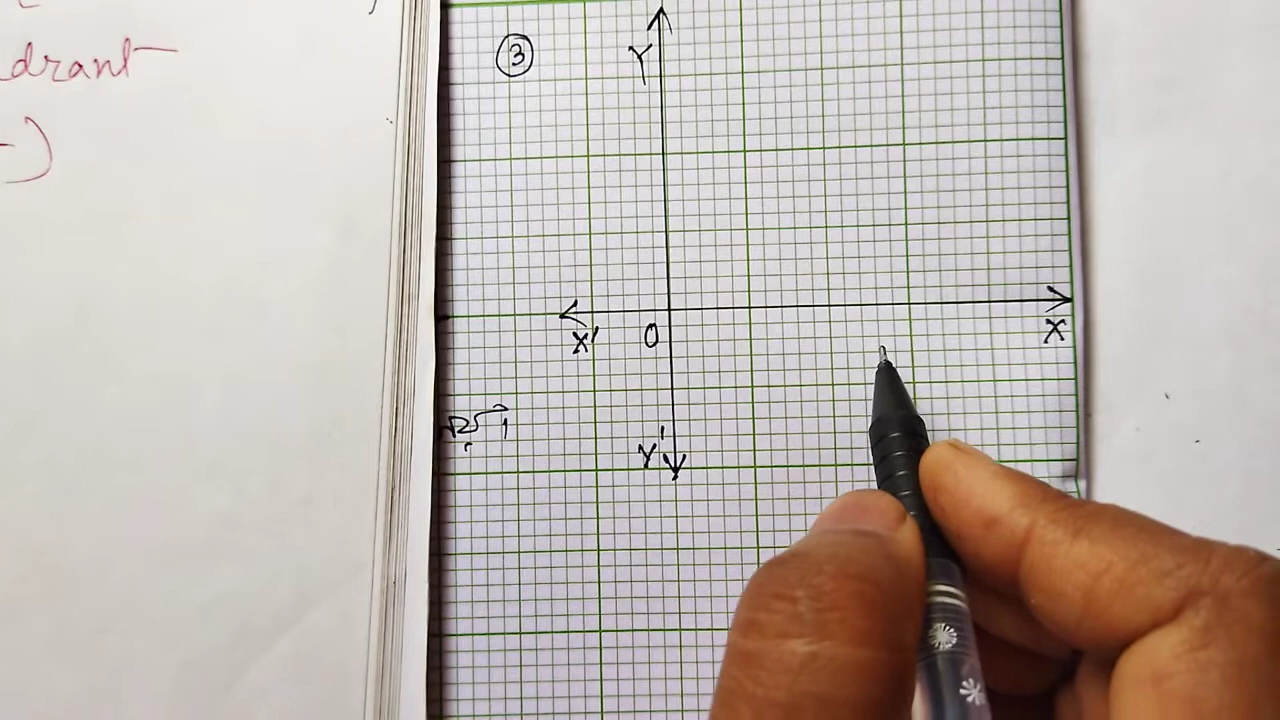 drant
-)
③
Y
X' O X
Y'